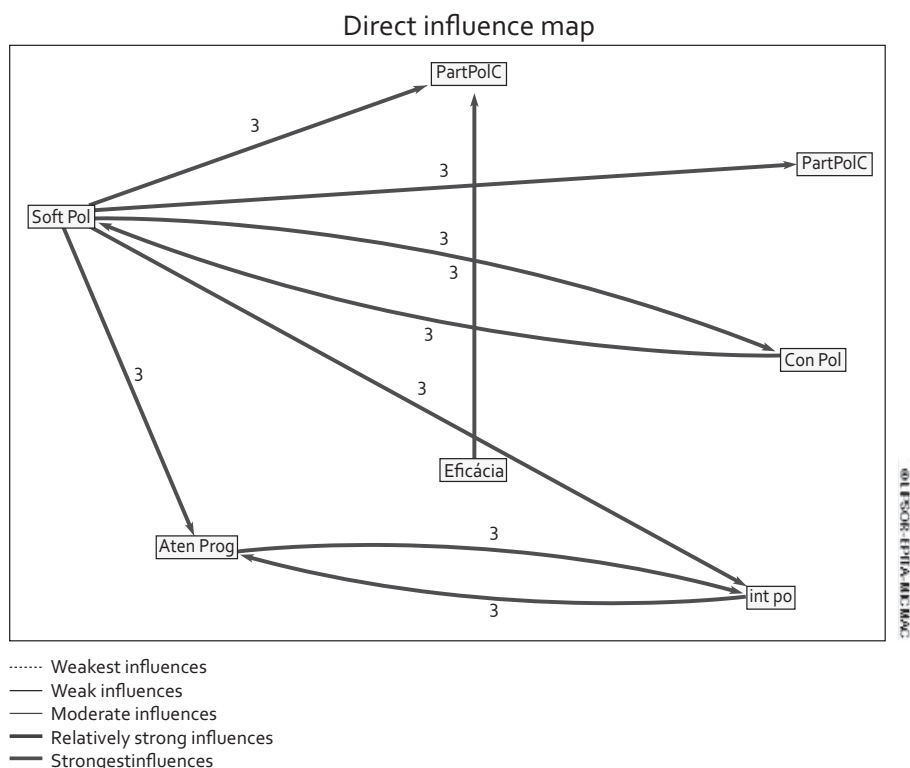 Direct influence map
PartPolC
3
PartPolC
3
Soft Pol
3
3
3
Con Pol
3
3
Eficácia
Aten Prog
3
int po
3
©LIPSOR-EPITA-MICMAC
Weakest influences
Weak influences
Moderate influences
Relatively strong influences
Strongestinfluences